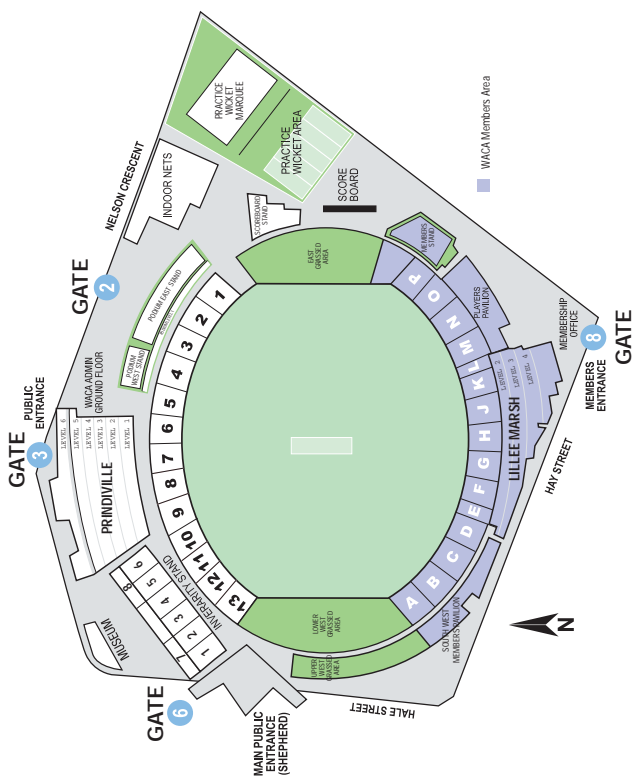 PRACTICE
WICKET
MARQUEE
PRACTICE
WICKET AREA
WACA Members Area
NELSON CRESCENT
INDOOR NETS
SCOREBOARD
STAND
SCORE
BOARD
GATE
2
PODIUM EAST STAND
PODIUM
WEST STAND
EAST
GRASSED
AREA
MEMBERS
STAND
PLAYERS
PAVILION
MEMBERSHIP
OFFICE
8
GATE
MEMBERS
ENTRANCE
PUBLIC
ENTRANCE
GATE
3
WACA ADMIN
GROUND FLOOR
LEVEL 6
LEVEL 5
LEVEL 4
LEVEL 3
LEVEL 2
LEVEL 1
PRINDIVILLE
1
2
3
4
5
6
7
8
9
10
11
12
13
P
O
N
M
L
K
J
H
G
F
E
D
C
B
A
LEVEL 2
LEVEL 3
LEVEL 4
LILLEE MARSH
HAY STREET
INVERARITY STAND
8
6
5
4
3
2
1
7
MUSEUM
LOWER
WEST
GRASSED
AREA
UPPER
WEST
GRASSED
AREA
SOUTH WEST
MEMBERS PAVILION
N
HALE STREET
GATE
6
MAIN PUBLIC
ENTRANCE
(SHEPHERD)